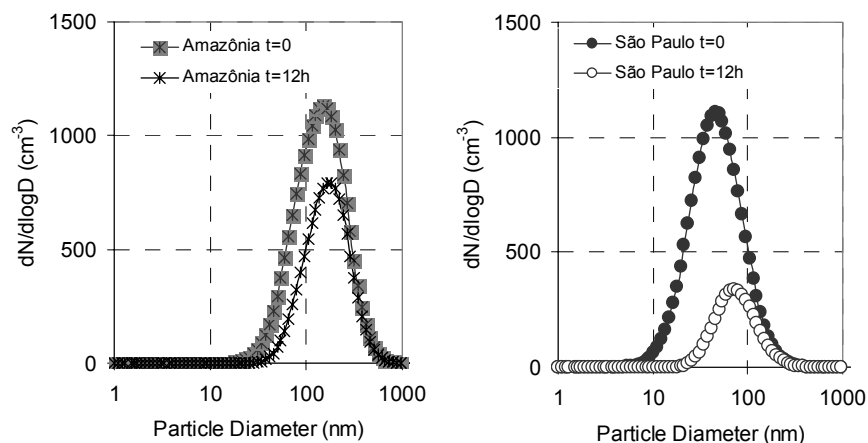 1500
Amazônia t=0
Amazônia t=12h
1000
500
0
1 10 100 1000
dN/dlogD (cm-3)
Particle Diameter (nm)
1500
São Paulo t=0
São Paulo t=12h
1000
500
0
1 10 100 1000
dN/dlogD (cm-3)
Particle Diameter (nm)